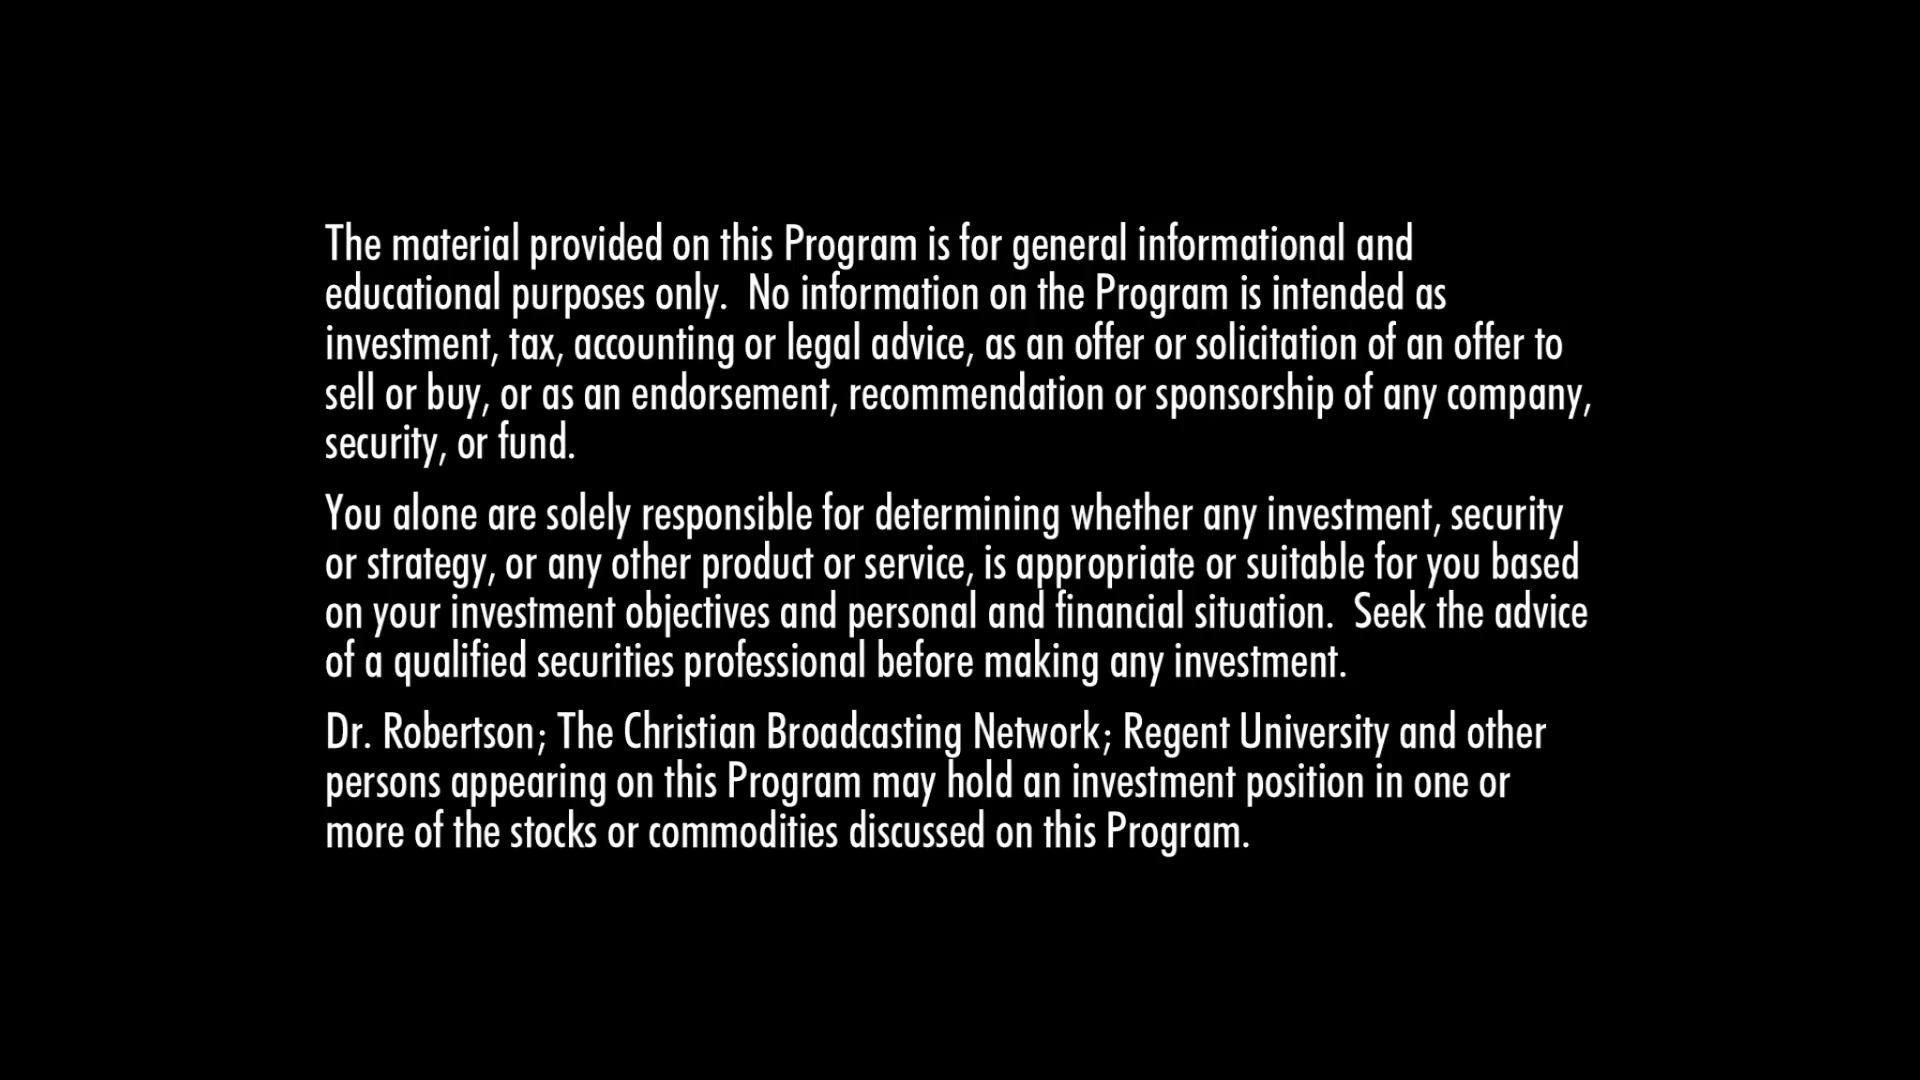 The material provided on this Program is for general informational and
educational purposes only.  No information on the Program is intended as
investment, tax, accounting or legal advice, as an offer or solicitation of an offer to
sell or buy, or as an endorsement, recommendation or sponsorship of any company,
security, or fund.
You alone are solely responsible for determining whether any investment, security
or strategy, or any other product or service, is appropriate or suitable for you based
on your investment objectives and personal and financial situation.  Seek the advice
of a qualified securities professional before making any investment.
Dr. Robertson; The Christian Broadcasting Network; Regent University and other
persons appearing on this Program may hold an investment position in one or
more of the stocks or commodities discussed on this Program.